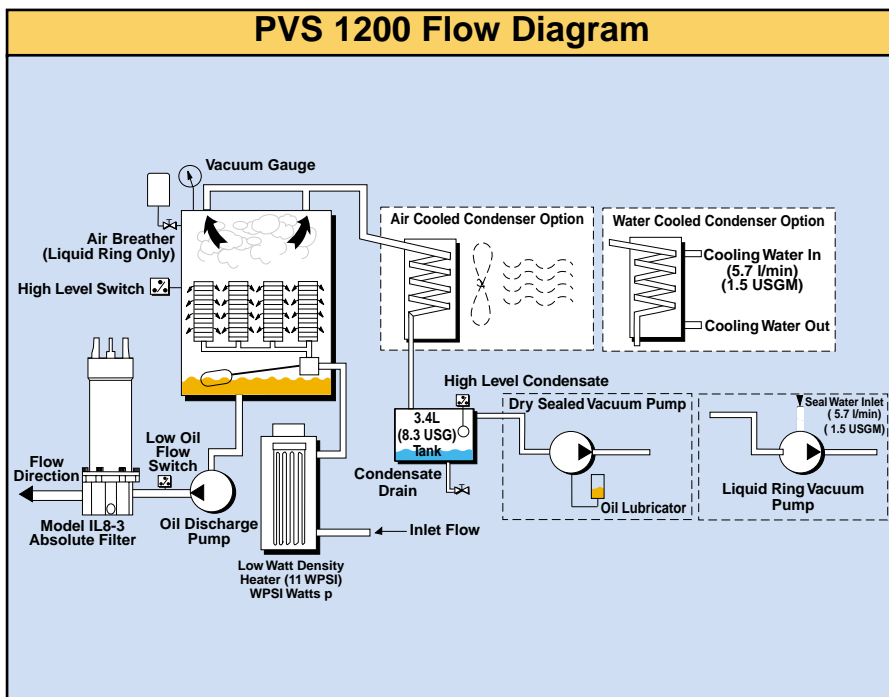 PVS 1200 Flow Diagram
Vacuum Gauge
Air Breather
(Liquid Ring Only)
High Level Switch
Air Cooled Condenser Option
Water Cooled Condenser Option
Cooling Water In
(5.7 l/min)
(1.5 USGM)
Cooling Water Out
High Level Condensate
3.4L
(8.3 USG)
Tank
Condensate
Drain
Dry Sealed Vacuum Pump
Oil Lubricator
Seal Water Inlet
( 5.7 l/min)
( 1.5 USGM)
Liquid Ring Vacuum
Pump
Low Oil
Flow
Switch
Flow
Direction
Model IL8-3
Absolute Filter
Oil Discharge
Pump
Inlet Flow
Low Watt Density
Heater (11 WPSI)
WPSI Watts p